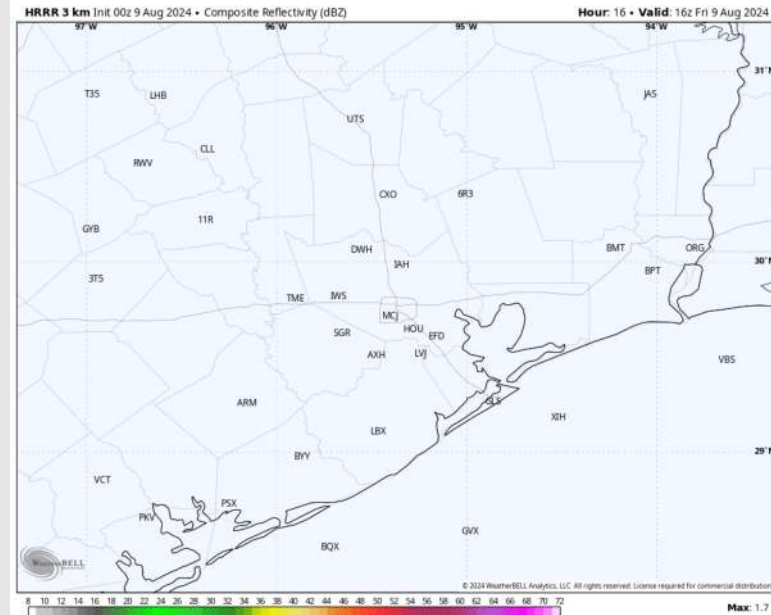 HRRR 3 km Init 00z 9 Aug 2024 • Composite Reflectivity (dBZ) Hour: 16 • Valid: 16z Fri 9 Aug 2024
97°W 96°W 95°W 94°W
31°N
T35 LHB JAS
UTS
CLL
RWV
CXO 6R3
11R
GYB
DWH BMT ORG
IAH 30°N
3T5 BPT
TME IWS
MCJ
SGR HOU EFD
AXH LVJ VBS
ARM GLS
XIH
LBX
BYY 29°N
VCT
PSX
PKV
GVX
BQX
WeatherBELL
© 2024 WeatherBELL Analytics, LLC. All rights reserved. License required for commercial distribution.
8 10 12 14 16 18 20 22 24 26 28 30 32 34 36 38 40 42 44 46 48 50 52 54 56 58 60 62 64 66 68 70 72
Max: 1.7